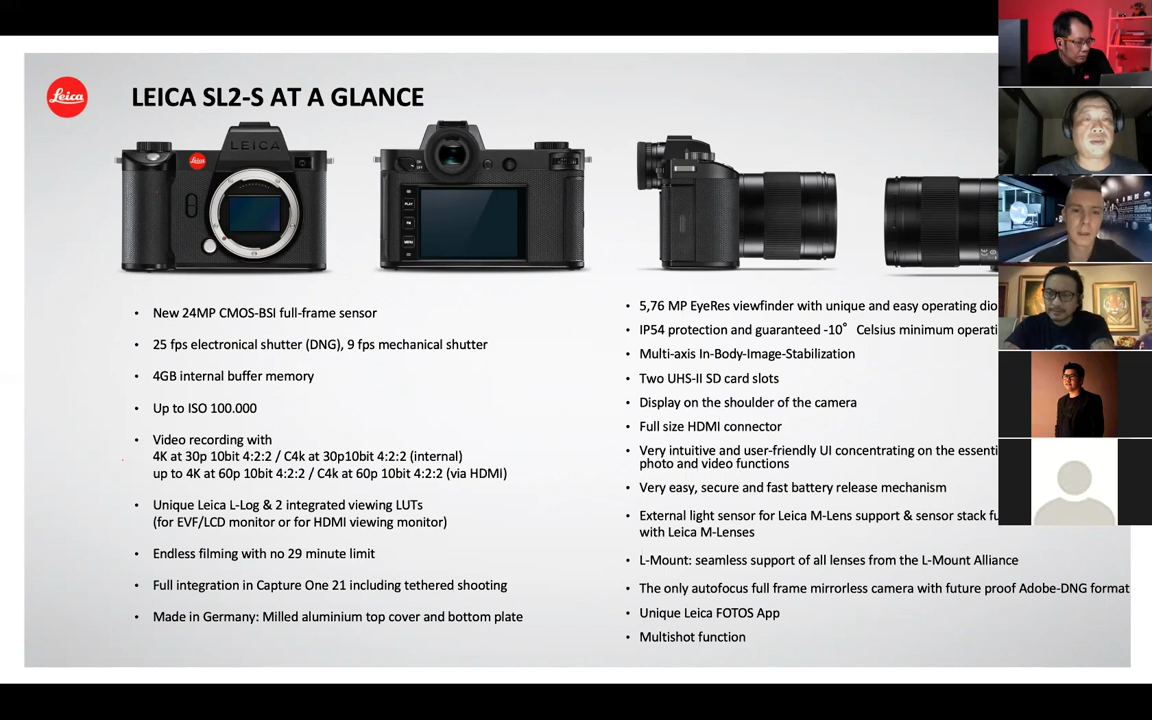 Leica
LEICA SL2-S AT A GLANCE
LEICA
Leica
PLAY
FN
MENU
New 24MP CMOS-BSI full-frame sensor
25 fps electronical shutter (DNG), 9 fps mechanical shutter
4GB internal buffer memory
Up to ISO 100.000
Video recording with
4K at 30p 10bit 4:2:2 / C4k at 30p10bit 4:2:2 (internal)
up to 4K at 60p 10bit 4:2:2 / C4k at 60p 10bit 4:2:2 (via HDMI)
Unique Leica L-Log & 2 integrated viewing LUTs
(for EVF/LCD monitor or for HDMI viewing monitor)
Endless filming with no 29 minute limit
Full integration in Capture One 21 including tethered shooting
Made in Germany: Milled aluminium top cover and bottom plate
5,76 MP EyeRes viewfinder with unique and easy operating dio
IP54 protection and guaranteed -10° Celsius minimum operati
Multi-axis In-Body-Image-Stabilization
Two UHS-II SD card slots
Display on the shoulder of the camera
Full size HDMI connector
Very intuitive and user-friendly UI concentrating on the essenti
photo and video functions
Very easy, secure and fast battery release mechanism
External light sensor for Leica M-Lens support & sensor stack fu
with Leica M-Lenses
L-Mount: seamless support of all lenses from the L-Mount Alliance
The only autofocus full frame mirrorless camera with future proof Adobe-DNG format
Unique Leica FOTOS App
Multishot function